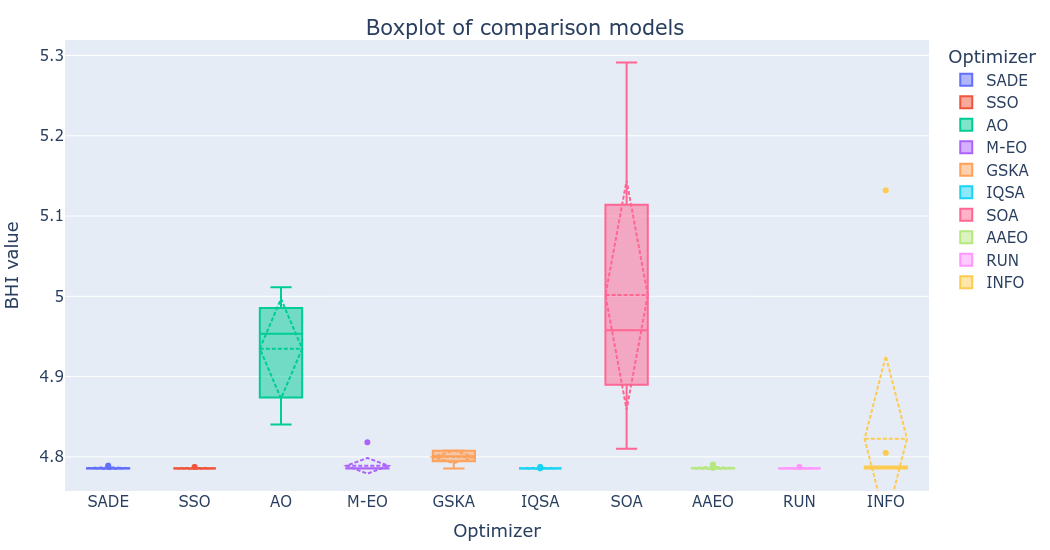 Boxplot of comparison models
BHI value
5.3
5.2
5.1
5
4.9
4.8
SADE SSO AO M-EO GSKA IQSA SOA AAEO RUN INFO
Optimizer
Optimizer
SADE
SSO
AO
M-EO
GSKA
IQSA
SOA
AAEO
RUN
INFO